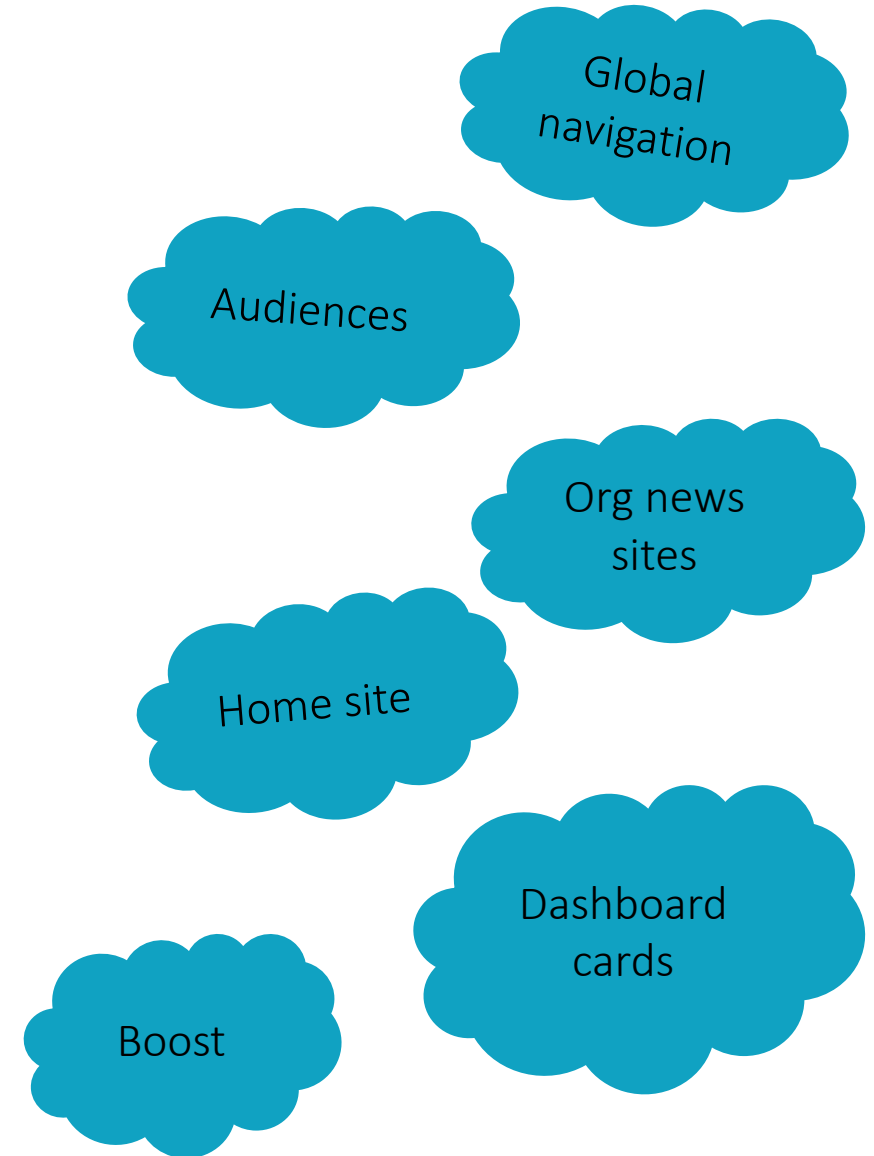 Global
navigation
Audiences
Org news
sites
Home site
Dashboard
cards
Boost